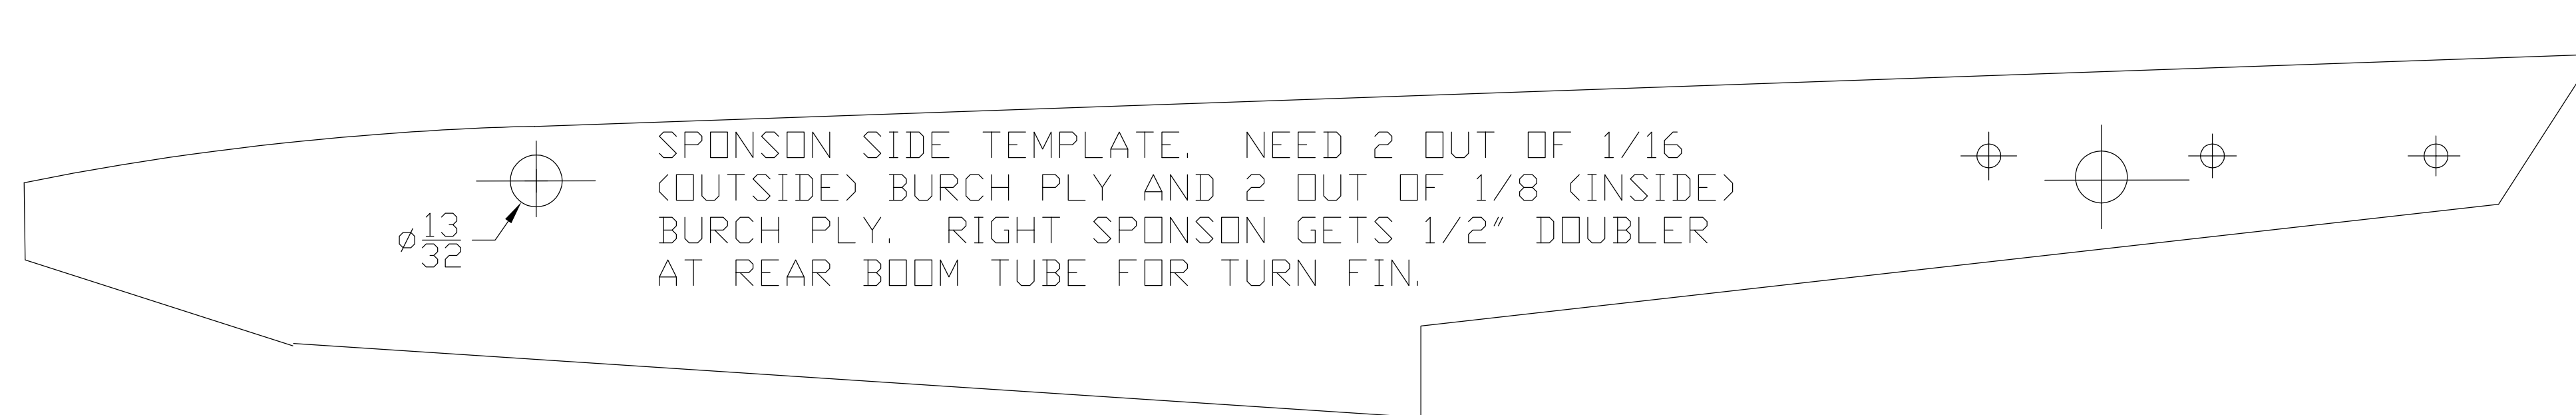 SPONSON SIDE TEMPLATE. NEED 2 OUT OF 1/16
(OUTSIDE) BURCH PLY AND 2 OUT OF 1/8 (INSIDE)
BURCH PLY. RIGHT SPONSON GETS 1/2" DOUBLER
AT REAR BOOM TUBE FOR TURN FIN.
ø13/32